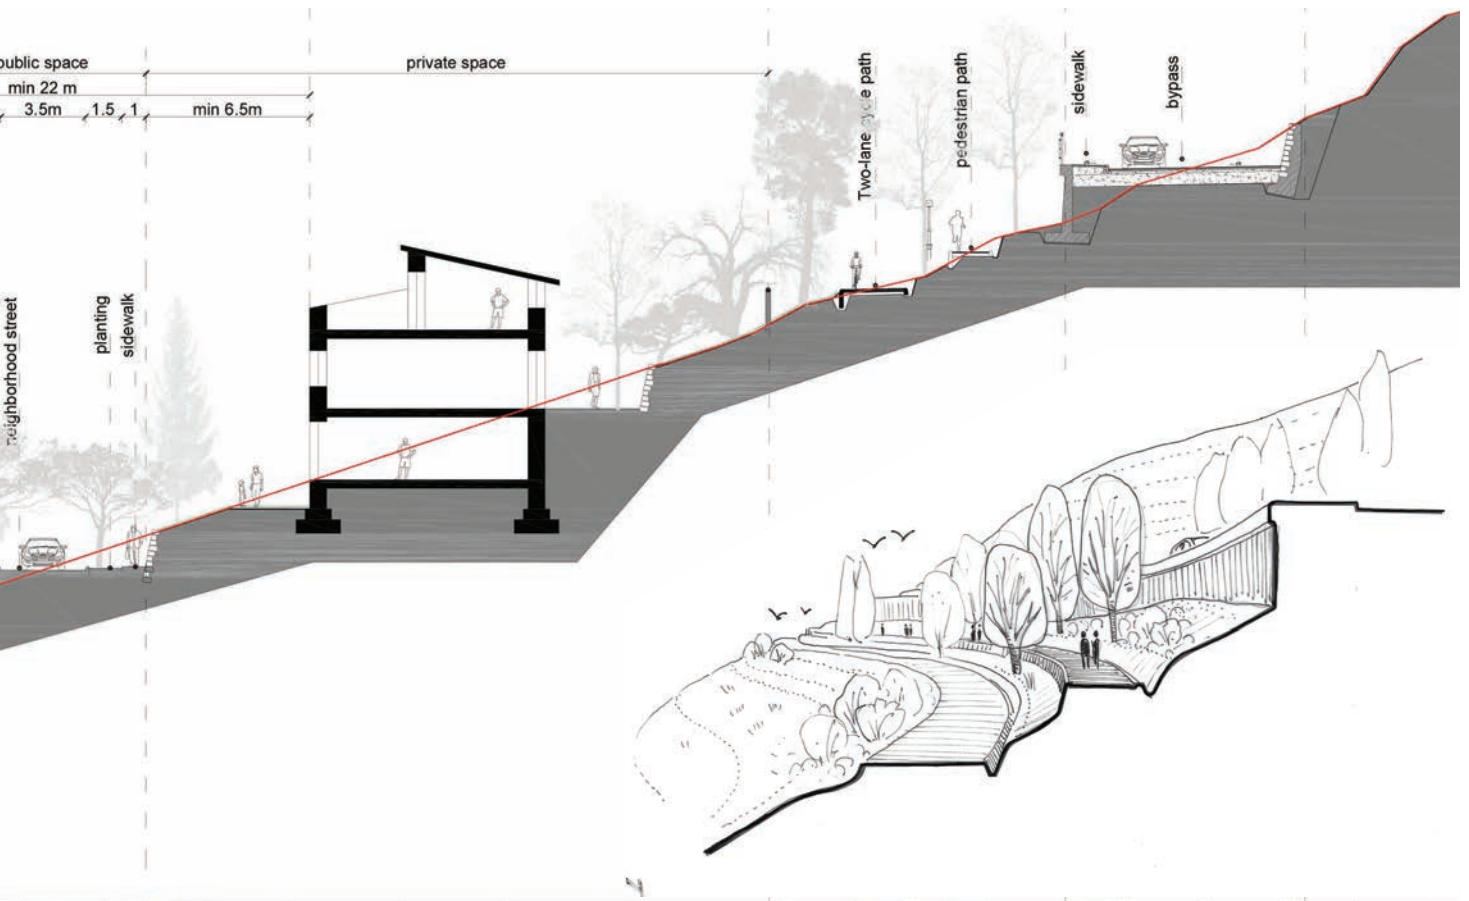 public space
private space
min 22 m
3.5m
1.5
1
min 6.5m
neighborhood street
planting
sidewalk
Two-lane cycle path
pedestrian path
sidewalk
bypass